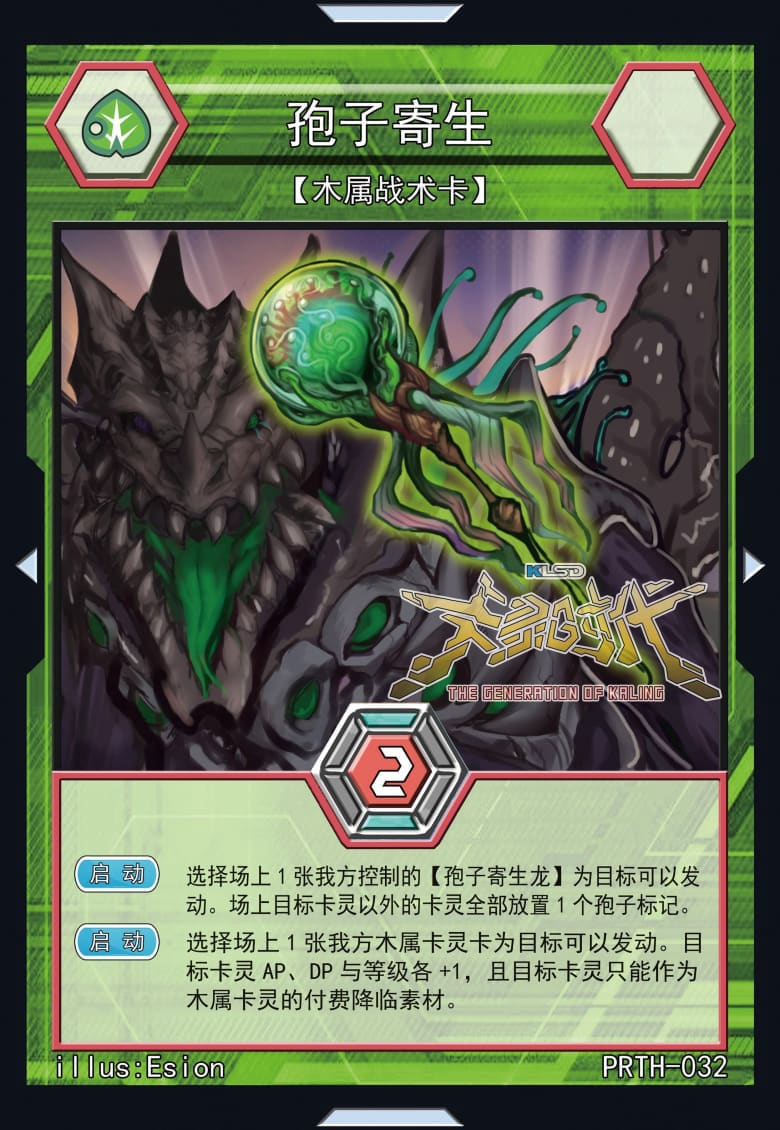 孢子寄生
【木属战术卡】
KLSD
卡灵时代
THE GENERATION OF KALING
2
启动 选择场上1张我方控制的【孢子寄生龙】为目标可以发
动。场上目标卡灵以外的卡灵全部放置1个孢子标记。
启动 选择场上1张我方木属卡灵卡为目标可以发动。目
标卡灵AP、DP与等级各+1，且目标卡灵只能作为
木属卡灵的付费降临素材。
illus:Esion
PRTH-032